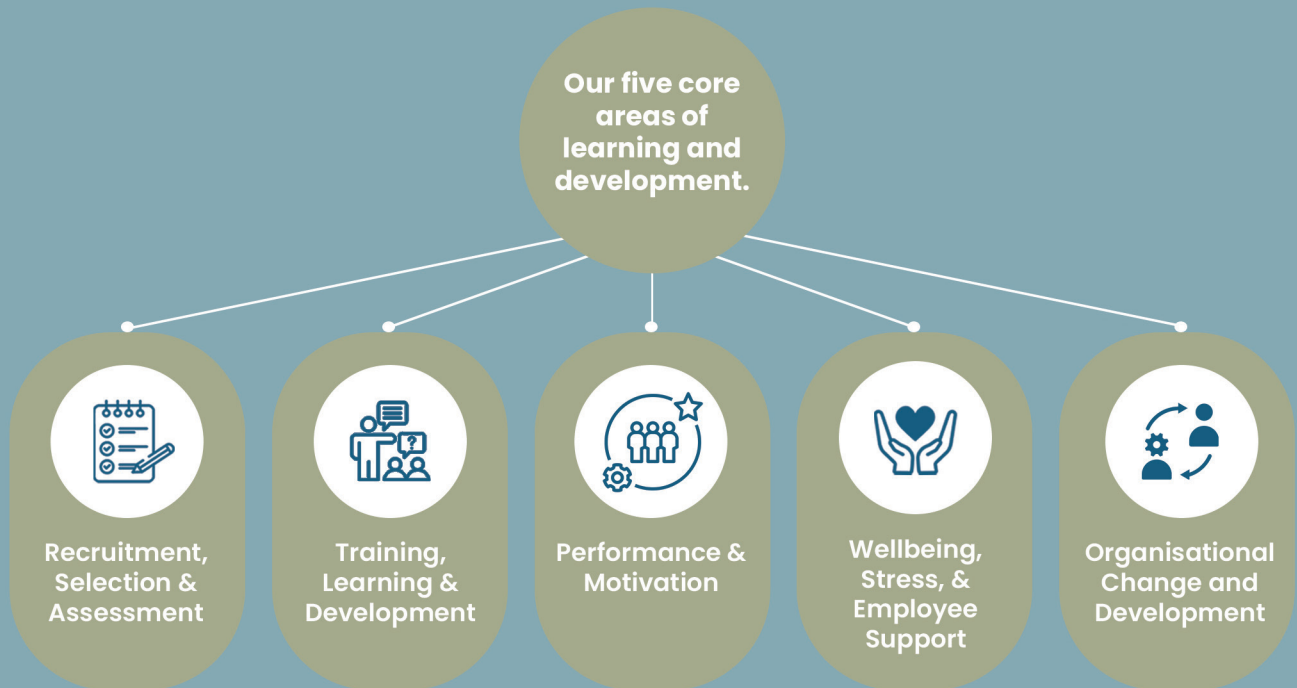 Our five core
areas of
learning and
development.
?
Recruitment,
Selection &
Assessment
Training,
Learning &
Development
Performance &
Motivation
Wellbeing,
Stress, &
Employee
Support
Organisational
Change and
Development